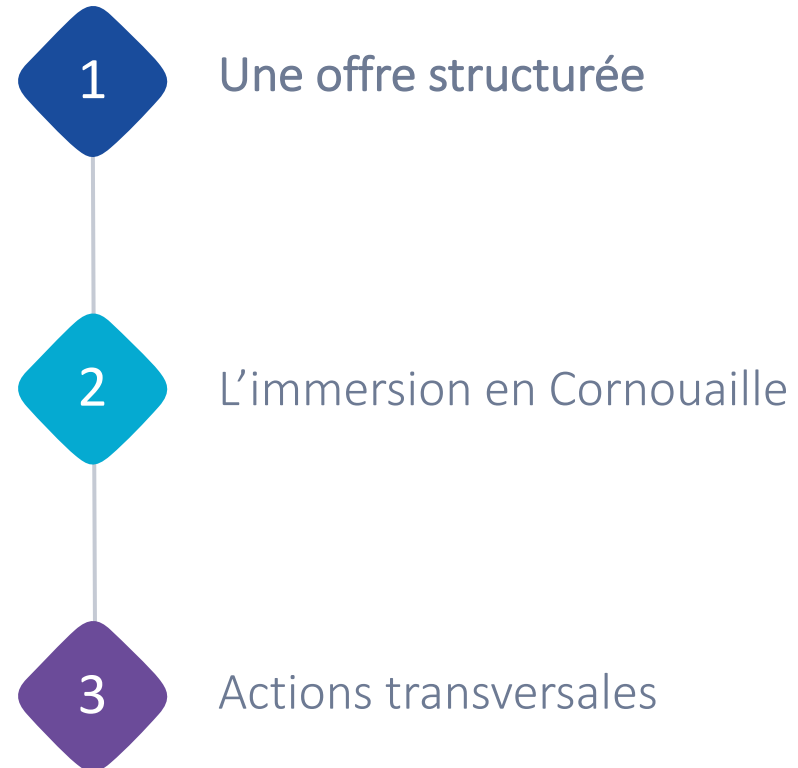 1
Une offre structurée
2
L’immersion en Cornouaille
3
Actions transversales